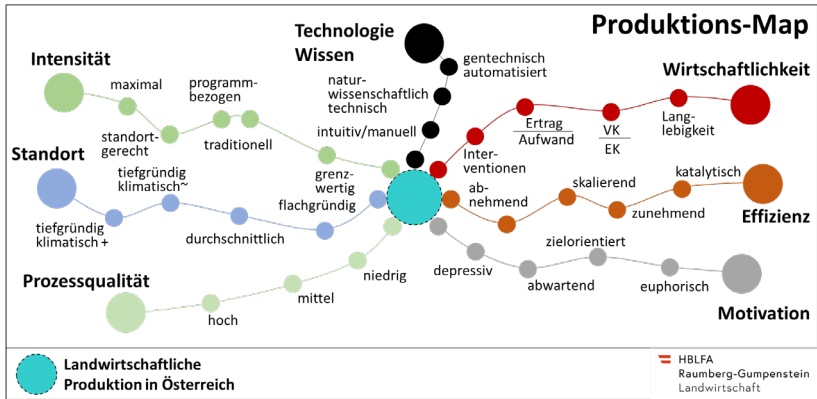 Produktions-Map
Technologie
Wissen
gentechnisch
automatisiert
natur-
wissenschaftlich
technisch
intuitiv/manuell
Intensität
maximal
standort-
gerecht
programm-
bezogen
traditionell
grenz-
wertig
Standort
tiefgründig
klimatisch +
tiefgründig
klimatisch~
durchschnittlich
flachgründig
Prozessqualität
hoch
mittel
niedrig
Wirtschaftlichkeit
Inter-
ventionen
Ertrag
Aufwand
VK
EK
Lang-
lebigkeit
Effizienz
ab-
nehmend
skalierend
zunehmend
katalytisch
Motivation
depressiv
abwartend
zielorientiert
euphorisch
Landwirtschaftliche
Produktion in Österreich
HBLFA
Raumberg-Gumpenstein
Landwirtschaft